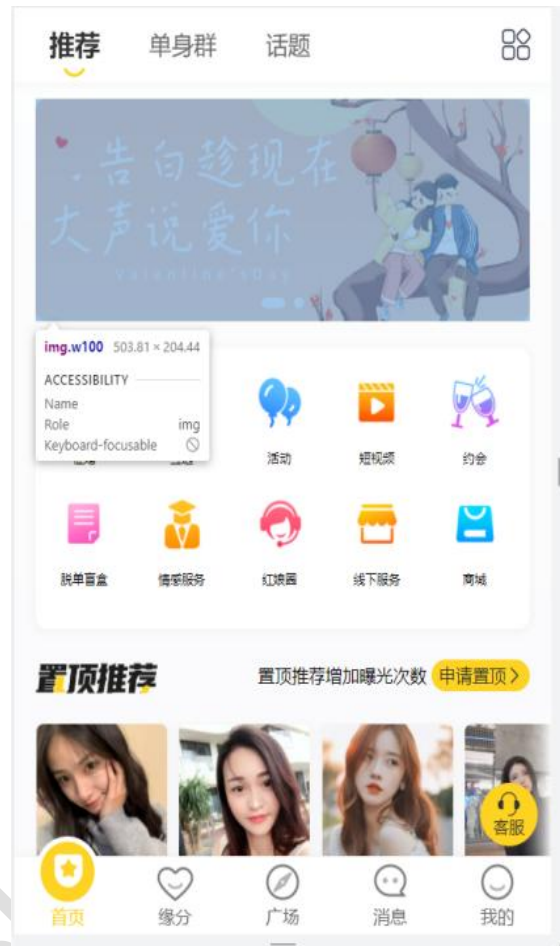 推荐 单身群 话题
告白趁现在
大声说爱你
Valentine'sDay
img.w100 503.81 × 204.44
ACCESSIBILITY
Name
Role img
Keyboard-focusable
活动 短视频 约会
脱单盲盒 情感服务 红娘圈 线下服务 商城
置顶推荐 置顶推荐增加曝光次数 申请置顶
客服
首页 缘分 广场 消息 我的